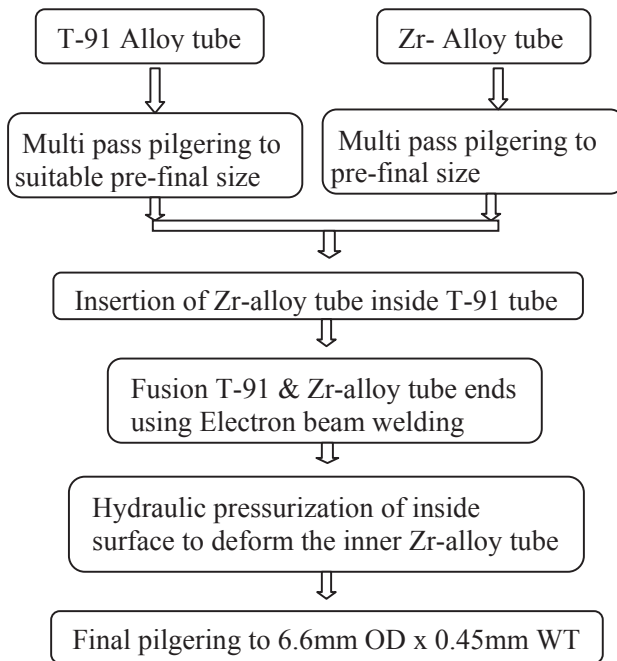 T-91 Alloy tube
Zr- Alloy tube
Multi pass pilgering to
suitable pre-final size
Multi pass pilgering to
pre-final size
Insertion of Zr-alloy tube inside T-91 tube
Fusion T-91 & Zr-alloy tube ends
using Electron beam welding
Hydraulic pressurization of inside
surface to deform the inner Zr-alloy tube
Final pilgering to 6.6mm OD x 0.45mm WT